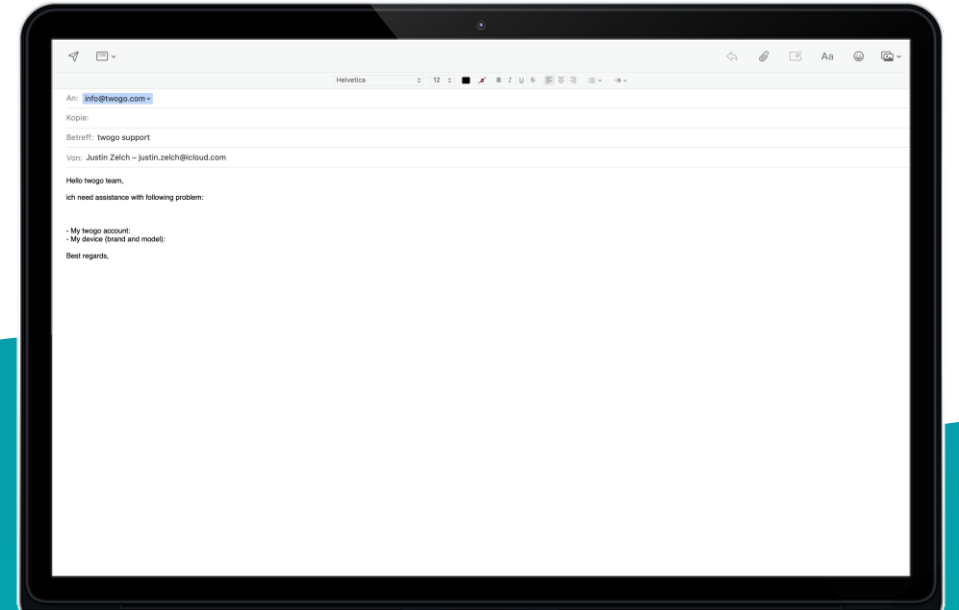 Aa
Helvetica 12 B I U S
An: info@twogo.com
Kopie:
Betreff: twogo support
Von: Justin Zelch – justin.zelch@icloud.com
Hello twogo team,
ich need assistance with following problem:
- My twogo account:
- My device (brand and model):
Best regards,